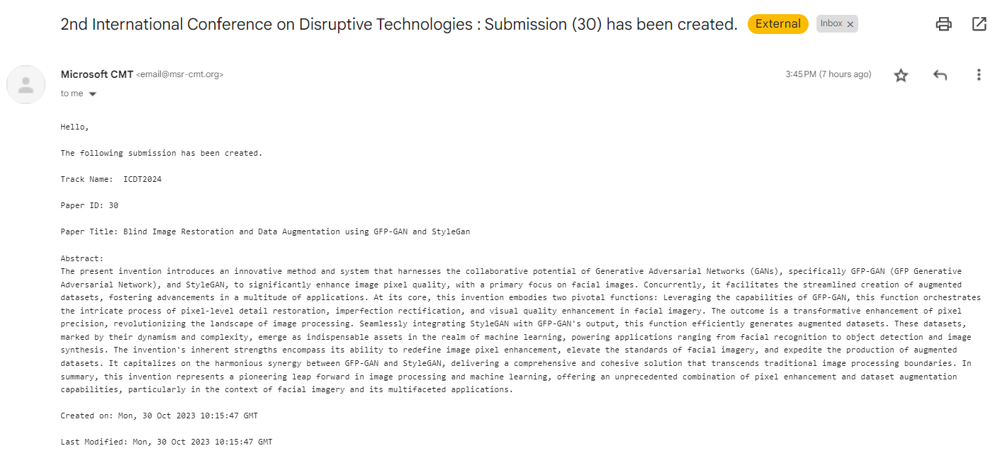 2nd International Conference on Disruptive Technologies : Submission (30) has been created. External Inbox ×
Microsoft CMT <email@msr-cmt.org> 3:45 PM (7 hours ago)
to me
Hello,
The following submission has been created.
Track Name: ICDT2024
Paper ID: 30
Paper Title: Blind Image Restoration and Data Augmentation using GFP-GAN and StyleGan
Abstract:
The present invention introduces an innovative method and system that harnesses the collaborative potential of Generative Adversarial Networks (GANs), specifically GFP-GAN (GFP Generative
Adversarial Network), and StyleGAN, to significantly enhance image pixel quality, with a primary focus on facial images. Concurrently, it facilitates the streamlined creation of augmented
datasets, fostering advancements in a multitude of applications. At its core, this invention embodies two pivotal functions: Leveraging the capabilities of GFP-GAN, this function orchestrates
the intricate process of pixel-level detail restoration, imperfection rectification, and visual quality enhancement in facial imagery. The outcome is a transformative enhancement of pixel
precision, revolutionizing the landscape of image processing. Seamlessly integrating StyleGAN with GFP-GAN's output, this function efficiently generates augmented datasets. These datasets,
marked by their dynamism and complexity, emerge as indispensable assets in the realm of machine learning, powering applications ranging from facial recognition to object detection and image
synthesis. The invention's inherent strengths encompass its ability to redefine image pixel enhancement, elevate the standards of facial imagery, and expedite the production of augmented
datasets. It capitalizes on the harmonious synergy between GFP-GAN and StyleGAN, delivering a comprehensive and cohesive solution that transcends traditional image processing boundaries. In
summary, this invention represents a pioneering leap forward in image processing and machine learning, offering an unprecedented combination of pixel enhancement and dataset augmentation
capabilities, particularly in the context of facial imagery and its multifaceted applications.
Created on: Mon, 30 Oct 2023 10:15:47 GMT
Last Modified: Mon, 30 Oct 2023 10:15:47 GMT